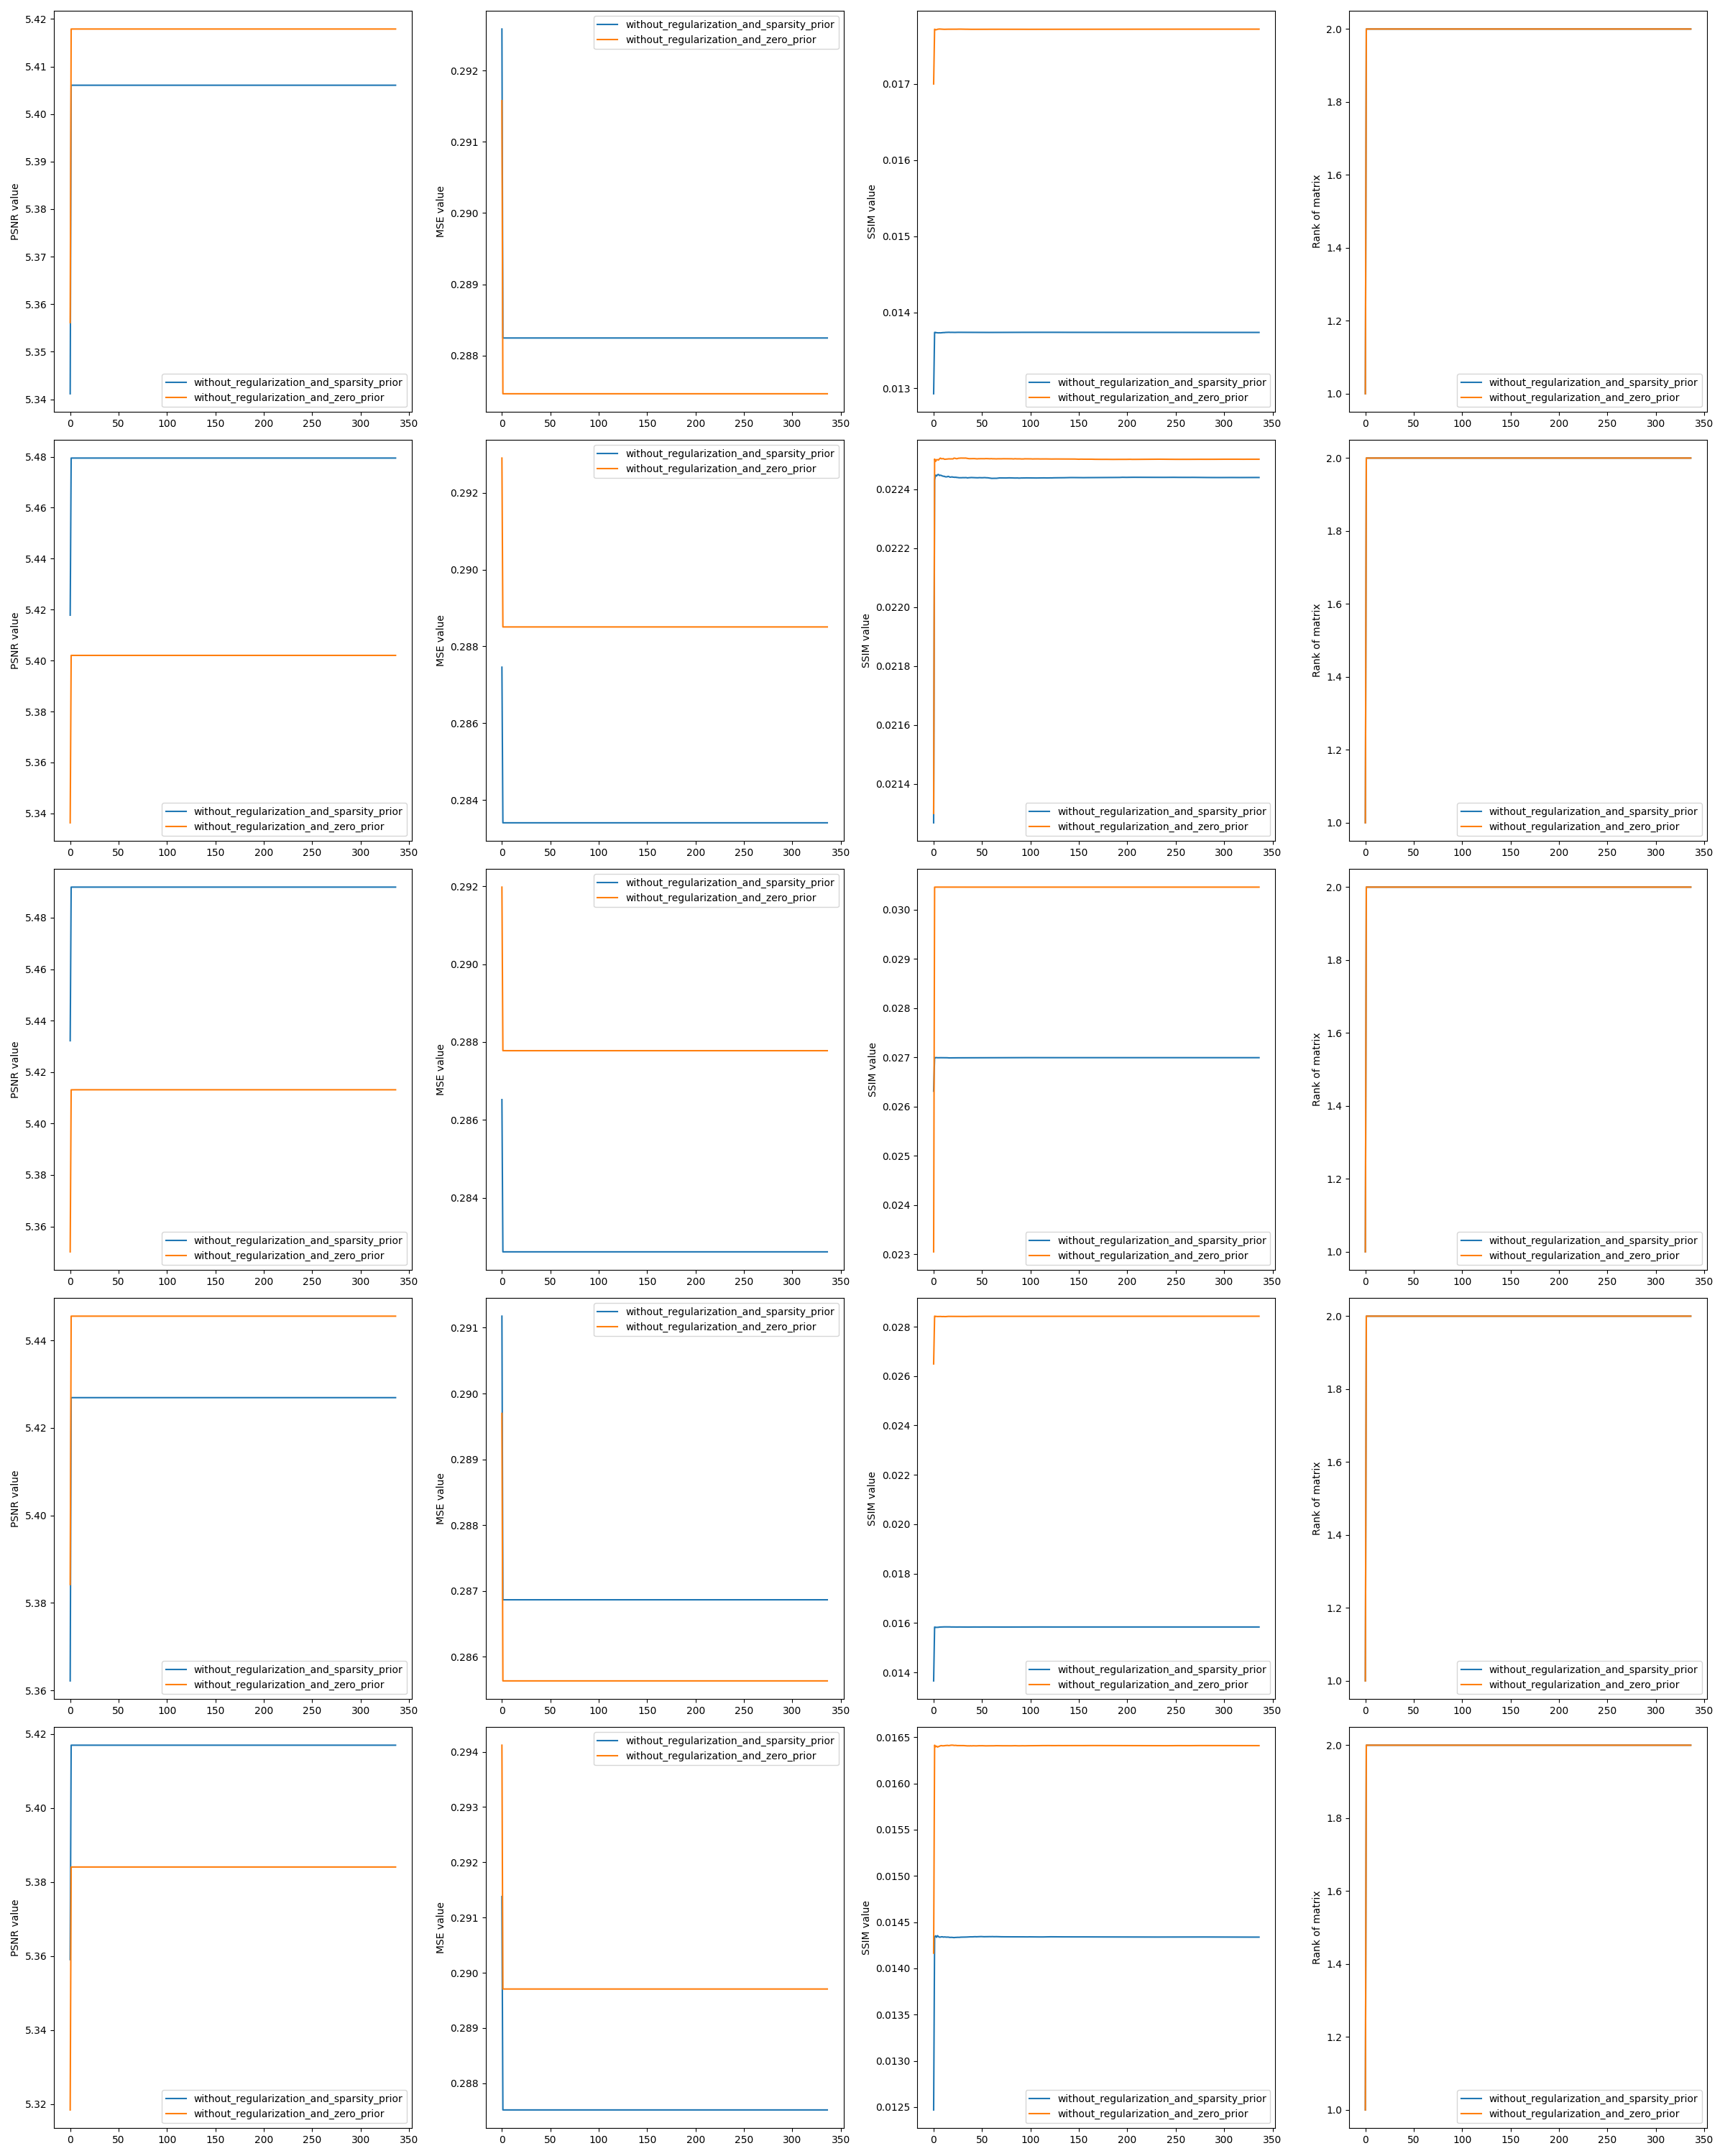 5.42
5.41
5.40
5.39
5.38
5.37
5.36
5.35
5.34
PSNR value
without_regularization_and_sparsity_prior
without_regularization_and_zero_prior
0 50 100 150 200 250 300 350
0.292
0.291
0.290
0.289
0.288
MSE value
without_regularization_and_sparsity_prior
without_regularization_and_zero_prior
0 50 100 150 200 250 300 350
0.017
0.016
0.015
0.014
0.013
SSIM value
without_regularization_and_sparsity_prior
without_regularization_and_zero_prior
0 50 100 150 200 250 300 350
2.0
1.8
1.6
1.4
1.2
1.0
Rank of matrix
without_regularization_and_sparsity_prior
without_regularization_and_zero_prior
0 50 100 150 200 250 300 350
5.48
5.46
5.44
5.42
5.40
5.38
5.36
5.34
PSNR value
without_regularization_and_sparsity_prior
without_regularization_and_zero_prior
0 50 100 150 200 250 300 350
0.292
0.290
0.288
0.286
0.284
MSE value
without_regularization_and_sparsity_prior
without_regularization_and_zero_prior
0 50 100 150 200 250 300 350
0.0224
0.0222
0.0220
0.0218
0.0216
0.0214
SSIM value
without_regularization_and_sparsity_prior
without_regularization_and_zero_prior
0 50 100 150 200 250 300 350
2.0
1.8
1.6
1.4
1.2
1.0
Rank of matrix
without_regularization_and_sparsity_prior
without_regularization_and_zero_prior
0 50 100 150 200 250 300 350
5.48
5.46
5.44
5.42
5.40
5.38
5.36
PSNR value
without_regularization_and_sparsity_prior
without_regularization_and_zero_prior
0 50 100 150 200 250 300 350
0.292
0.290
0.288
0.286
0.284
MSE value
without_regularization_and_sparsity_prior
without_regularization_and_zero_prior
0 50 100 150 200 250 300 350
0.030
0.029
0.028
0.027
0.026
0.025
0.024
0.023
SSIM value
without_regularization_and_sparsity_prior
without_regularization_and_zero_prior
0 50 100 150 200 250 300 350
2.0
1.8
1.6
1.4
1.2
1.0
Rank of matrix
without_regularization_and_sparsity_prior
without_regularization_and_zero_prior
0 50 100 150 200 250 300 350
5.44
5.42
5.40
5.38
5.36
PSNR value
without_regularization_and_sparsity_prior
without_regularization_and_zero_prior
0 50 100 150 200 250 300 350
0.291
0.290
0.289
0.288
0.287
0.286
MSE value
without_regularization_and_sparsity_prior
without_regularization_and_zero_prior
0 50 100 150 200 250 300 350
0.028
0.026
0.024
0.022
0.020
0.018
0.016
0.014
SSIM value
without_regularization_and_sparsity_prior
without_regularization_and_zero_prior
0 50 100 150 200 250 300 350
2.0
1.8
1.6
1.4
1.2
1.0
Rank of matrix
without_regularization_and_sparsity_prior
without_regularization_and_zero_prior
0 50 100 150 200 250 300 350
5.42
5.40
5.38
5.36
5.34
5.32
PSNR value
without_regularization_and_sparsity_prior
without_regularization_and_zero_prior
0 50 100 150 200 250 300 350
0.294
0.293
0.292
0.291
0.290
0.289
0.288
MSE value
without_regularization_and_sparsity_prior
without_regularization_and_zero_prior
0 50 100 150 200 250 300 350
0.0165
0.0160
0.0155
0.0150
0.0145
0.0140
0.0135
0.0130
0.0125
SSIM value
without_regularization_and_sparsity_prior
without_regularization_and_zero_prior
0 50 100 150 200 250 300 350
2.0
1.8
1.6
1.4
1.2
1.0
Rank of matrix
without_regularization_and_sparsity_prior
without_regularization_and_zero_prior
0 50 100 150 200 250 300 350